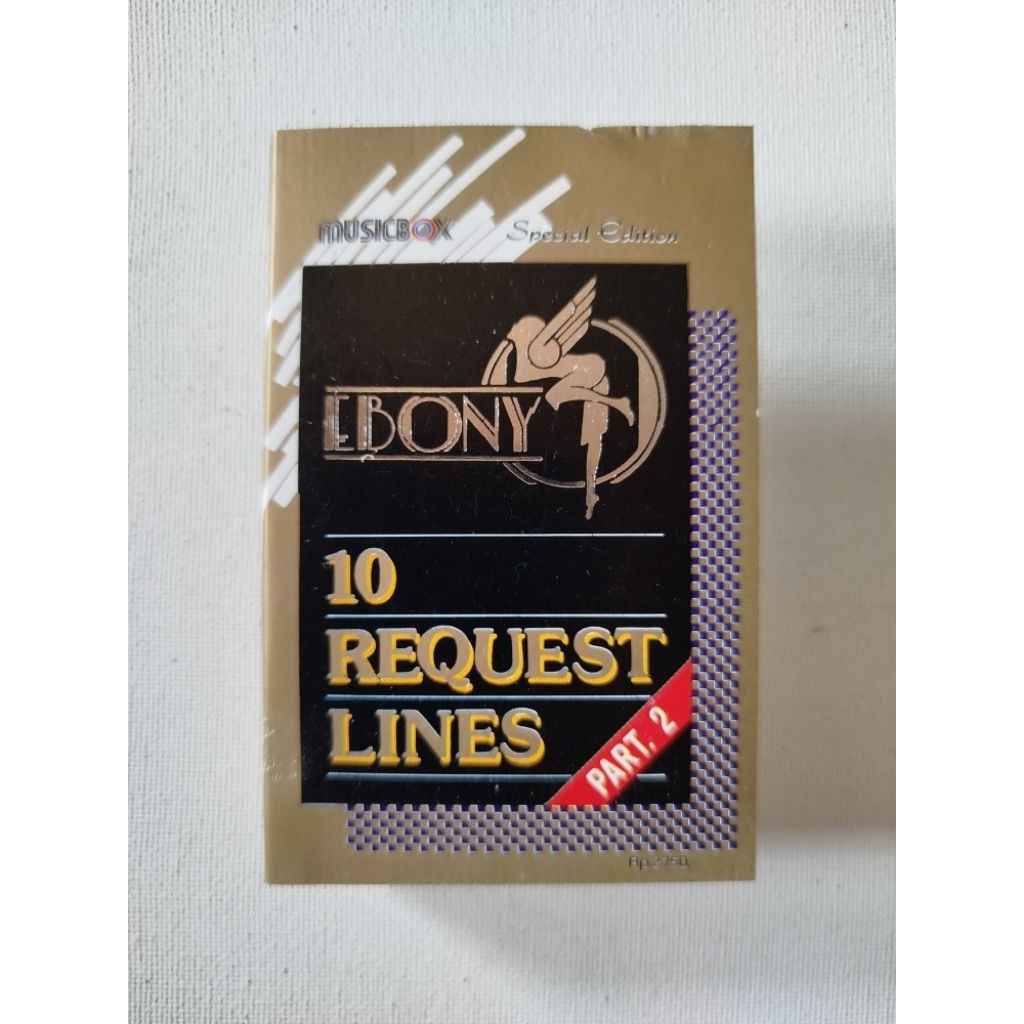 MUSICBOX Special Edition
EBONY
10
REQUEST
LINES
PART. 2
Rp.2750,